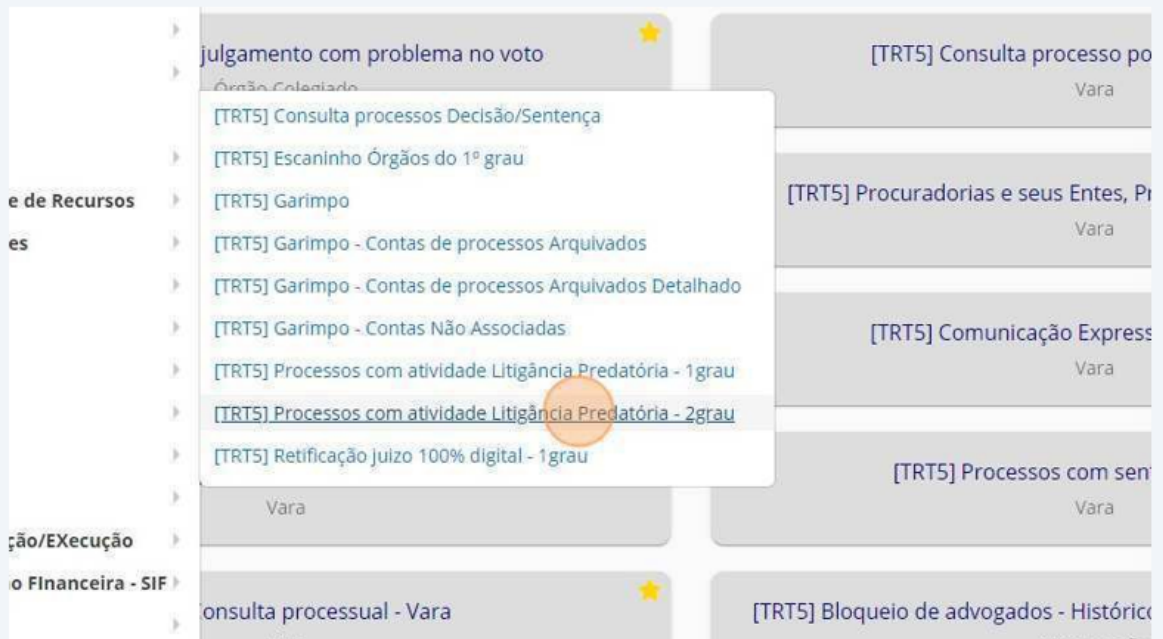 julgamento com problema no voto
Órgão Colegiado
[TRT5] Consulta processo po
Vara
[TRT5] Consulta processos Decisão/Sentença
[TRT5] Escaninho Órgãos do 1º grau
[TRT5] Garimpo
[TRT5] Garimpo - Contas de processos Arquivados
[TRT5] Garimpo - Contas de processos Arquivados Detalhado
[TRT5] Garimpo - Contas Não Associadas
[TRT5] Processos com atividade Litigância Predatória - 1grau
[TRT5] Processos com atividade Litigância Predatória - 2grau
[TRT5] Retificação juizo 100% digital - 1grau
e de Recursos
es
ção/EXecução
o FInanceira - SIF
[TRT5] Procuradorias e seus Entes, Pr
Vara
[TRT5] Comunicação Express
Vara
[TRT5] Processos com sen
Vara
Vara
onsulta processual - Vara
[TRT5] Bloqueio de advogados - Histórico